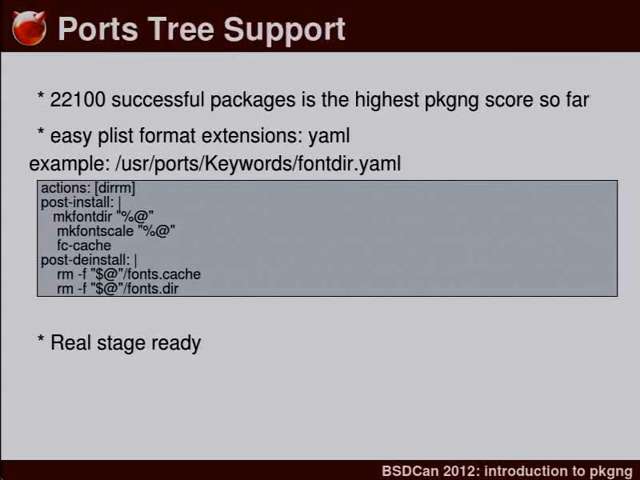 Ports Tree Support
* 22100 successful packages is the highest pkgng score so far
* easy plist format extensions: yaml
example: /usr/ports/Keywords/fontdir.yaml
actions: [dirrm]
post-install: |
mkfontdir "%@"
mkfontscale "%@"
fc-cache
post-deinstall: |
rm -f "$@"/fonts.cache
rm -f "$@"/fonts.dir
* Real stage ready
BSDCan 2012: introduction to pkgng